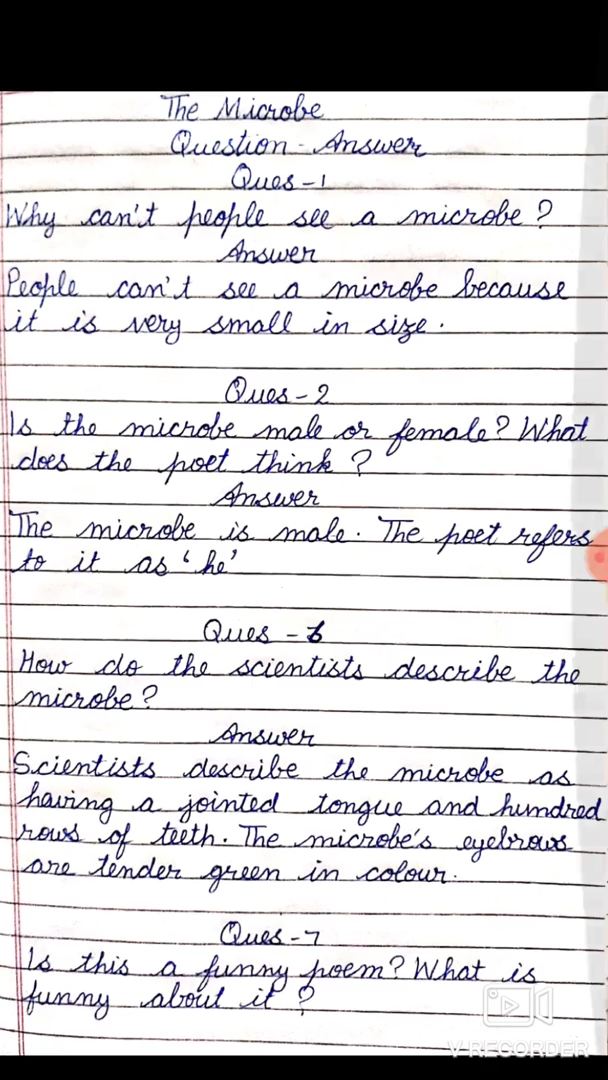 The Microbe
Question - Answer
Ques-1
Why can't people see a microbe?
Answer
People can't see a microbe because
it is very small in size.
Ques-2
Is the microbe male or female? What
does the poet think?
Answer
The microbe is male. The poet refers
to it as 'he'
Ques-
How do the scientists describe the
microbe?
Answer
Scientists describe the microbe as
having a jointed tongue and hundred
rows of teeth. The microbe's eyebrows
are tender green in colour.
Ques-7
Is this a funny poem? What is
funny about it?
V RECORDER